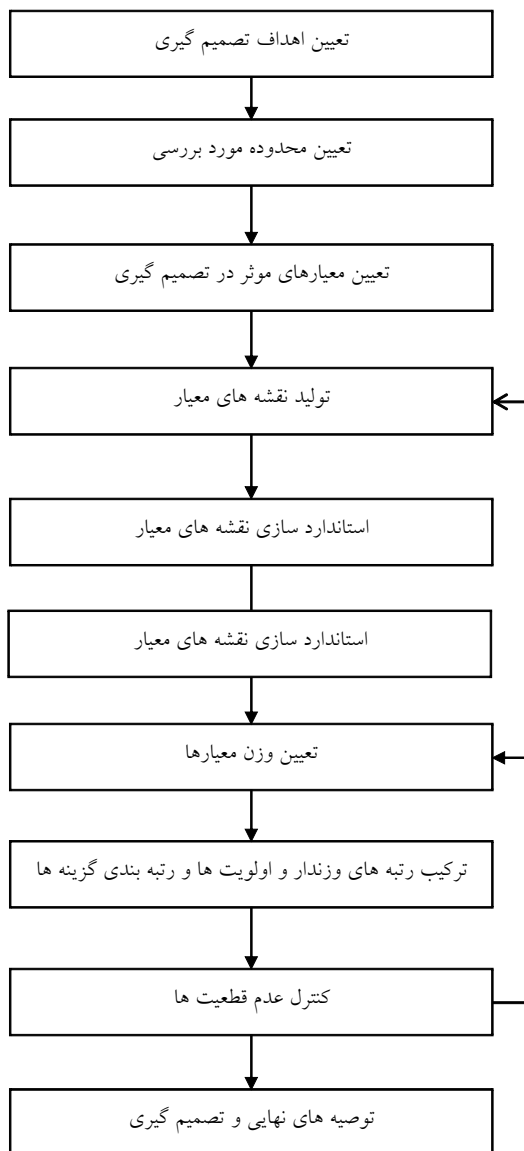 تعیین اهداف تصمیم گیری
تعیین محدوده مورد بررسی
تعیین معیارهای موثر در تصمیم گیری
تولید نقشه های معیار
استاندارد سازی نقشه های معیار
استاندارد سازی نقشه های معیار
تعیین وزن معیارها
ترکیب رتبه های وزندار و اولویت ها و رتبه بندی گزینه ها
کنترل عدم قطعیت ها
توصیه های نهایی و تصمیم گیری